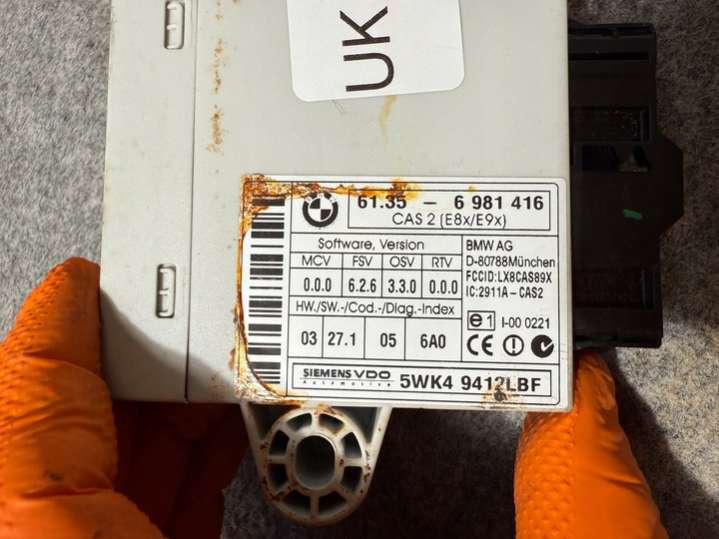 UK
61.35 – 6 981 416
CAS 2 (E8x/E9x)
Software, Version
MCV FSV OSV RTV
0.0.0 6.2.6 3.3.0 0.0.0
HW./SW.-/Cod.-/Diag.-Index
03 27.1 05 6A0
BMW AG
D-80788München
FCCID:LX8CAS89X
IC:2911A-CAS2
e1 I-00 0221
CE
SIEMENS VDO
Automotive
5WK4 9412LBF